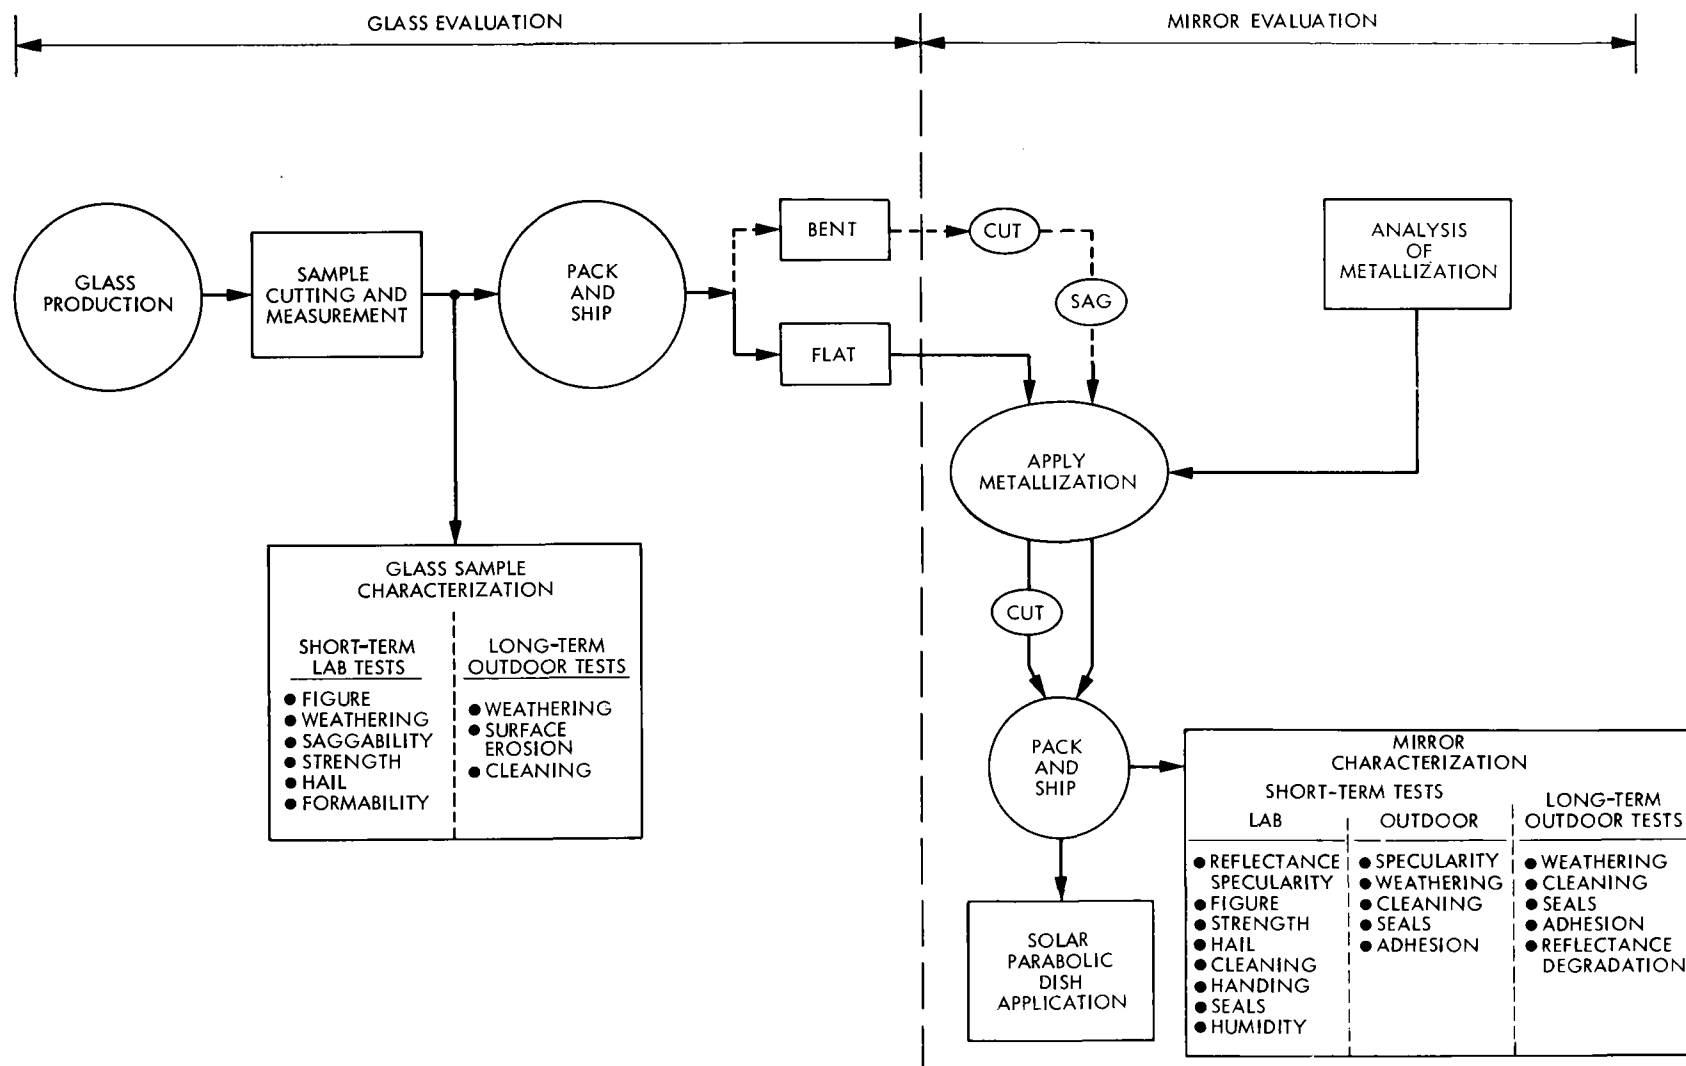 GLASS EVALUATION
MIRROR EVALUATION
GLASS
PRODUCTION
SAMPLE
CUTTING AND
MEASUREMENT
PACK
AND
SHIP
BENT
FLAT
CUT
SAG
ANALYSIS
OF
METALLIZATION
APPLY
METALLIZATION
CUT
GLASS SAMPLE
CHARACTERIZATION
SHORT-TERM
LAB TESTS
● FIGURE
● WEATHERING
● SAGGABILITY
● STRENGTH
● HAIL
● FORMABILITY
LONG-TERM
OUTDOOR TESTS
● WEATHERING
● SURFACE
EROSION
● CLEANING
PACK
AND
SHIP
SOLAR
PARABOLIC
DISH
APPLICATION
MIRROR
CHARACTERIZATION
SHORT-TERM TESTS
LAB
● REFLECTANCE
SPECULARITY
● FIGURE
● STRENGTH
● HAIL
● CLEANING
● HANDING
● SEALS
● HUMIDITY
OUTDOOR
● SPECULARITY
● WEATHERING
● CLEANING
● SEALS
● ADHESION
LONG-TERM
OUTDOOR TESTS
● WEATHERING
● CLEANING
● SEALS
● ADHESION
● REFLECTANCE
DEGRADATION